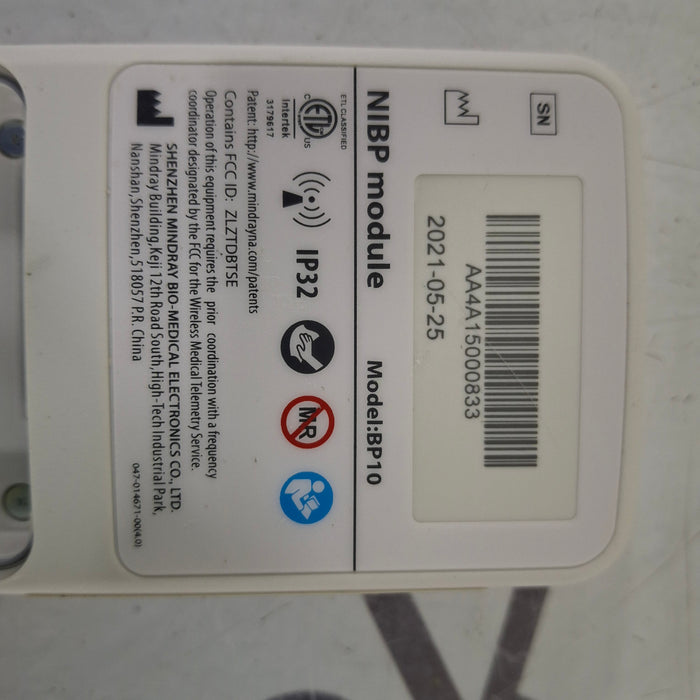 SN
AA4A15000833
2021-05-25
NIBP module Model:BP10
ETL CLASSIFIED
C ETL US
Intertek
3179617
IP32
MR
Patent: http://www.mindrayna.com/patents
Contains FCC ID: ZLZTDBTSE
Operation of this equipment requires the prior coordination with a frequency
coordinator designated by the FCC for the Wireless Medical Telemetry Service.
SHENZHEN MINDRAY BIO-MEDICAL ELECTRONICS CO., LTD.
Mindray Building,Keji 12th Road South,High-Tech Industrial Park,
Nanshan,Shenzhen,518057 P.R. China
047-014671-00(4.0)